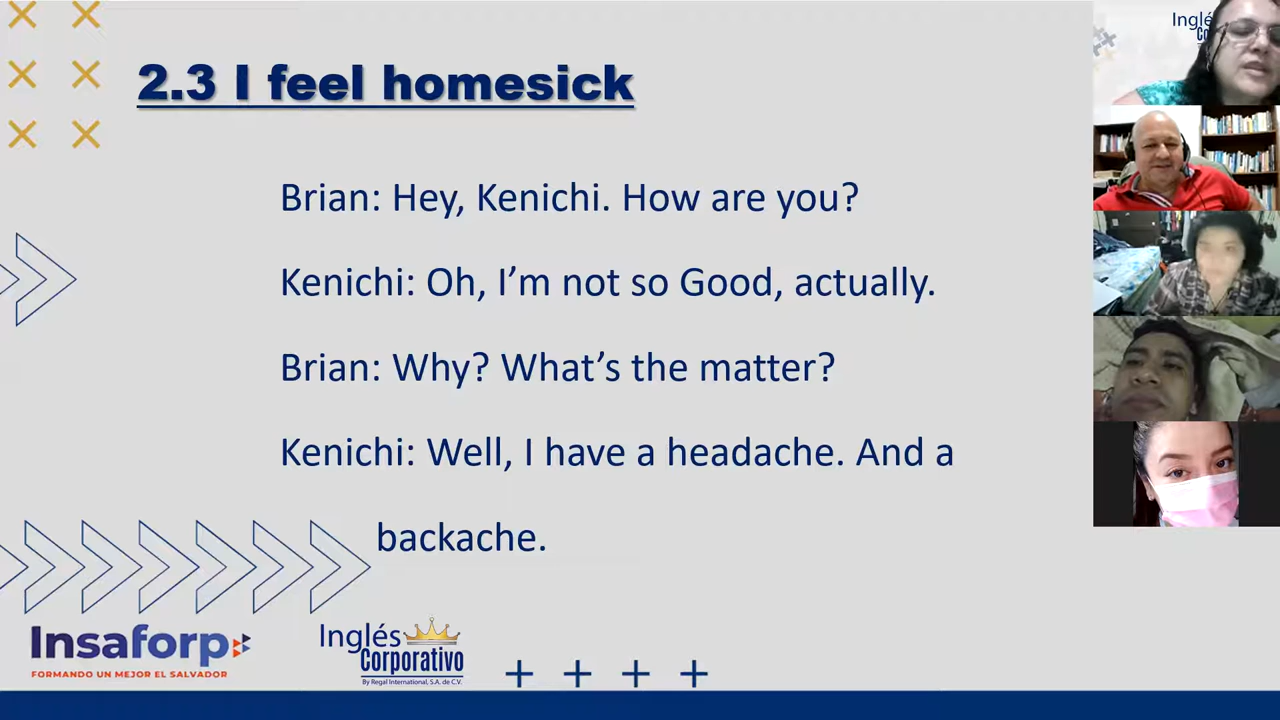 2.3 I feel homesick
Brian: Hey, Kenichi. How are you?
Kenichi: Oh, I’m not so Good, actually.
Brian: Why? What’s the matter?
Kenichi: Well, I have a headache. And a
backache.
Insaforp
FORMANDO UN MEJOR EL SALVADOR
Inglés
Corporativo
By Regal International, S.A. de C.V.